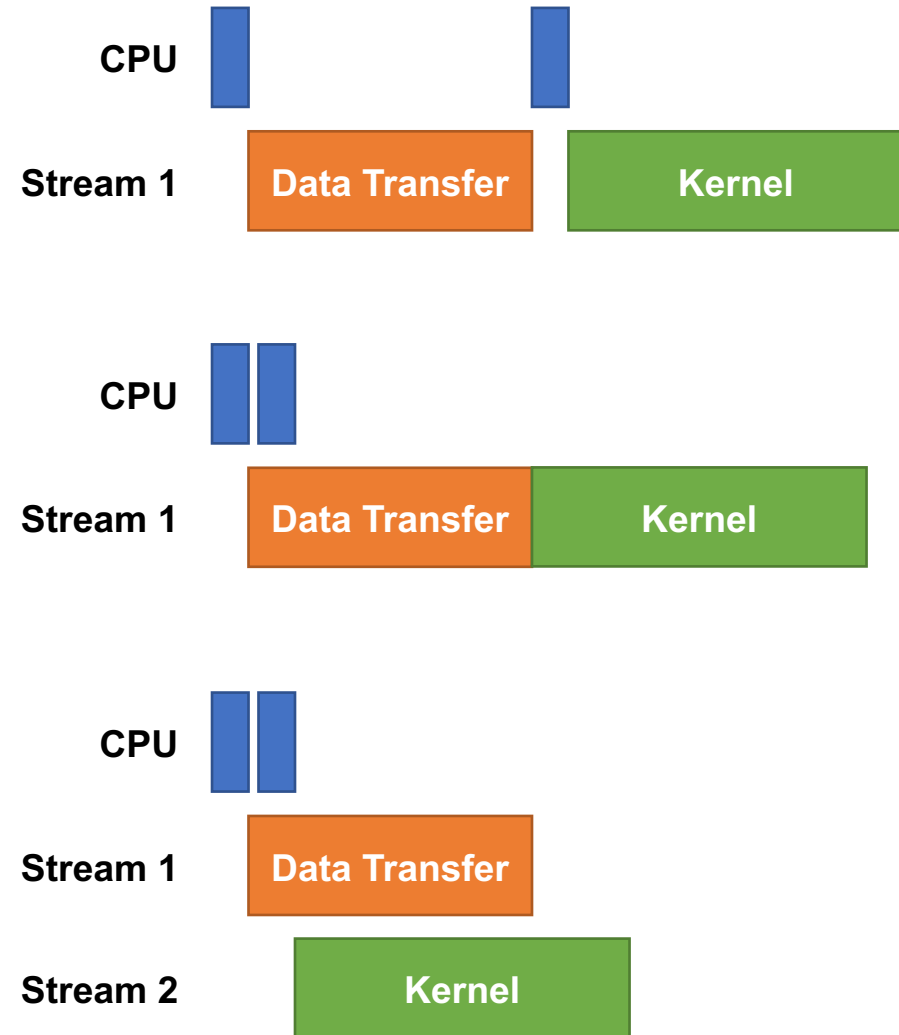 CPU
Stream 1 Data Transfer Kernel
CPU
Stream 1 Data Transfer Kernel
CPU
Stream 1 Data Transfer
Stream 2 Kernel